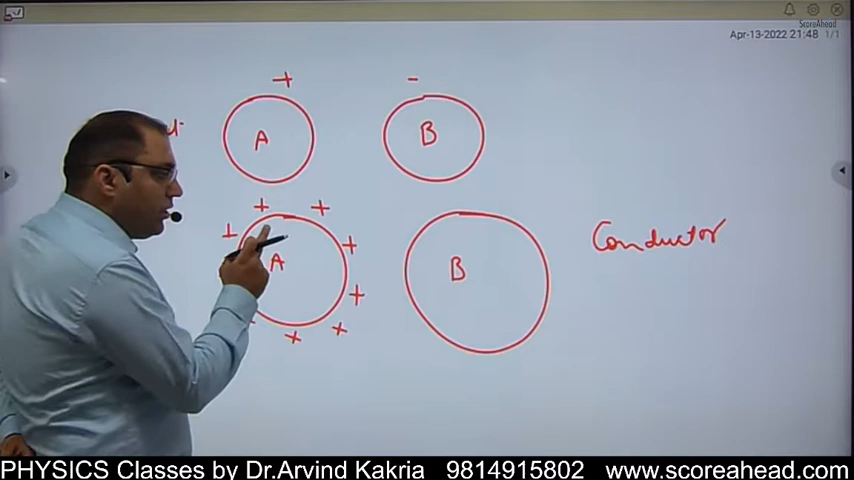 ScoreAhead
Apr-13-2022 21:48 1/1
+ -
A B
+ +
+ +
A B Conductor
+
+ +
PHYSICS Classes by Dr.Arvind Kakria 9814915802 www.scoreahead.com